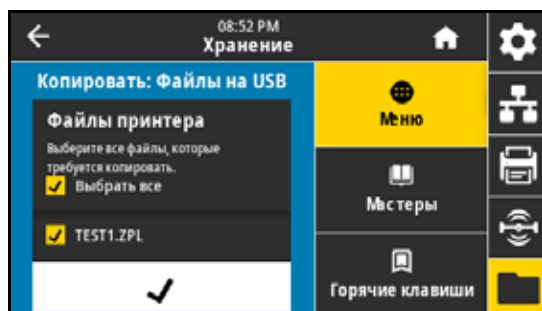 08:52 PM
Хранение
Копировать: Файлы на USB
Файлы принтера
Выберите все файлы, которые
требуется копировать.
Выбрать все
TEST1.ZPL
Меню
Мастеры
Горячие клавиши